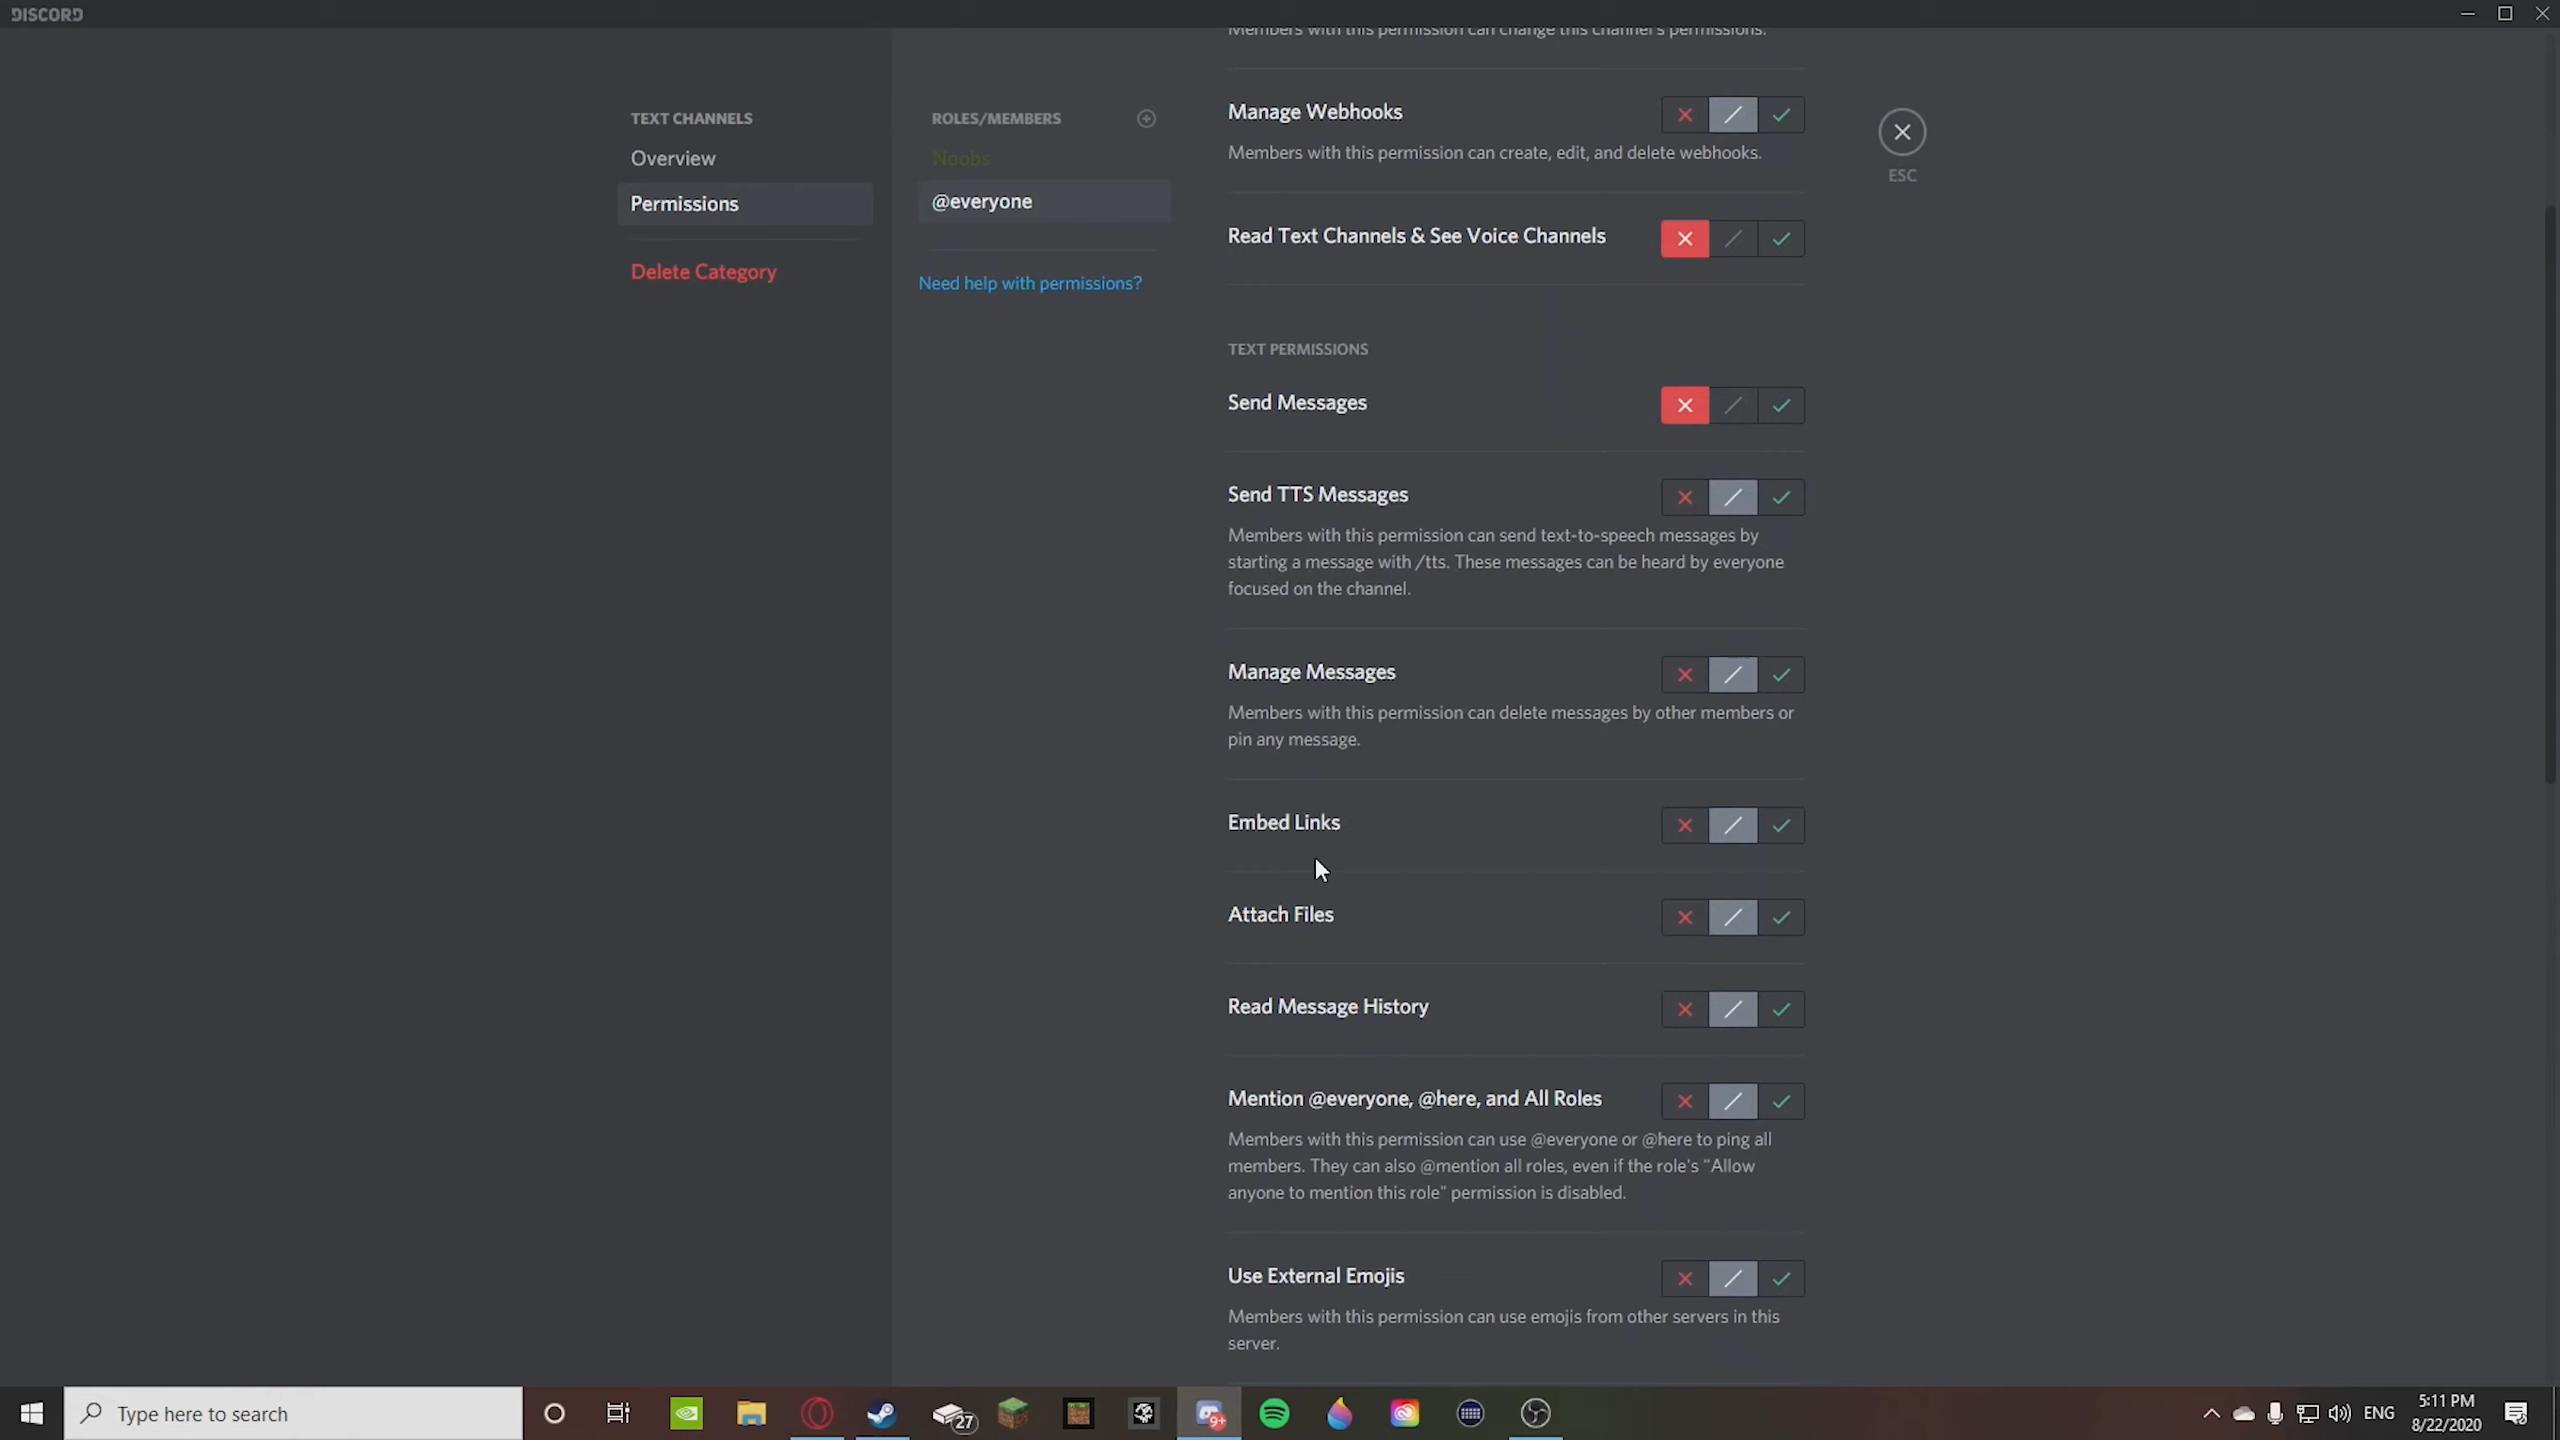 DISCORD
Members with this permission can change this channel's permissions.
TEXT CHANNELS
Overview
Permissions
Delete Category
ROLES/MEMBERS
Noobs
@everyone
Need help with permissions?
Manage Webhooks
Members with this permission can create, edit, and delete webhooks.
Read Text Channels & See Voice Channels
TEXT PERMISSIONS
Send Messages
Send TTS Messages
Members with this permission can send text-to-speech messages by
starting a message with /tts. These messages can be heard by everyone
focused on the channel.
Manage Messages
Members with this permission can delete messages by other members or
pin any message.
Embed Links
Attach Files
Read Message History
Mention @everyone, @here, and All Roles
Members with this permission can use @everyone or @here to ping all
members. They can also @mention all roles, even if the role's "Allow
anyone to mention this role" permission is disabled.
Use External Emojis
Members with this permission can use emojis from other servers in this
server.
ESC
Type here to search
27
9+
ENG
5:11 PM
8/22/2020